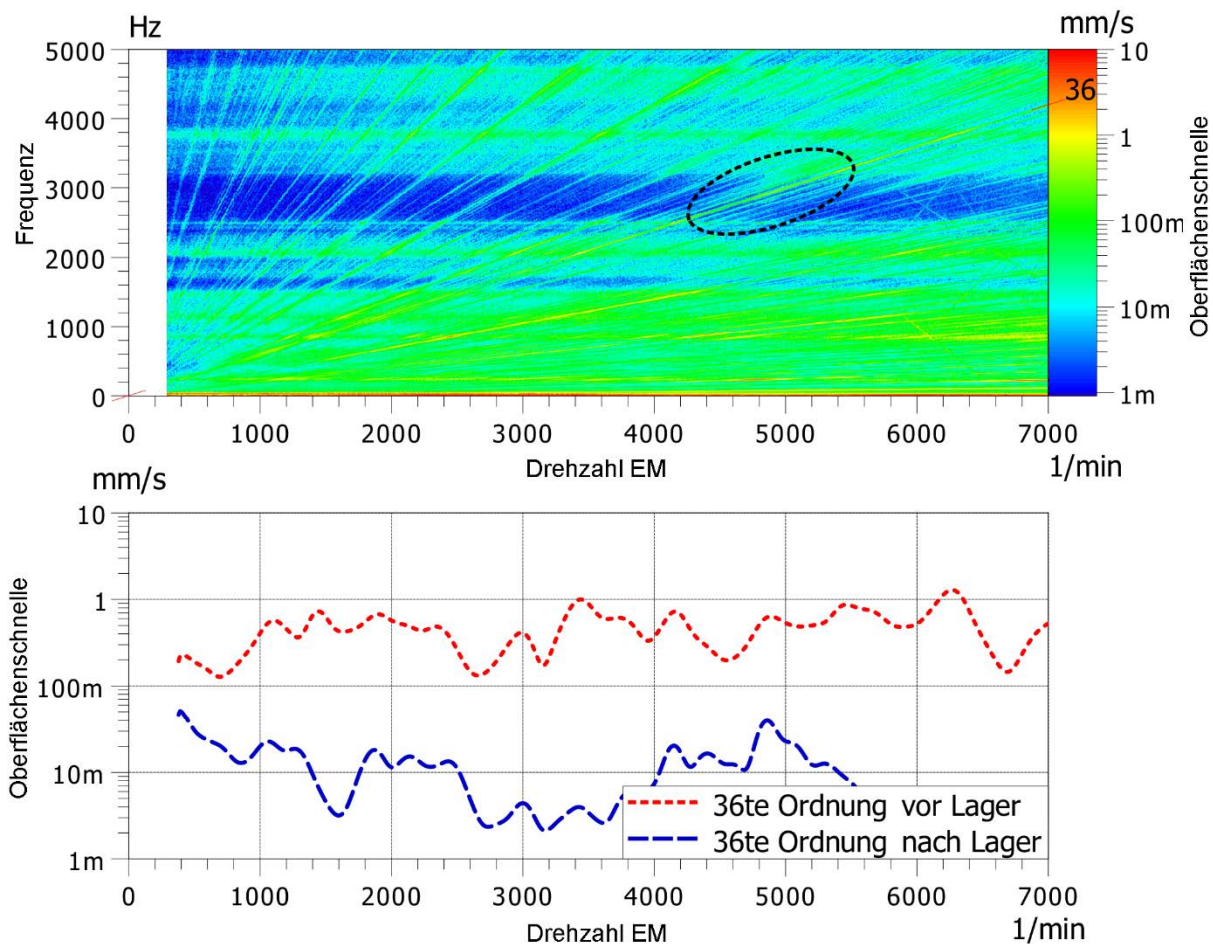 Hz
mm/s
5000
4000
3000
2000
1000
0
Frequenz
36
10
1
100m
10m
1m
Oberflächenschnelle
0 1000 2000 3000 4000 5000 6000 7000
Drehzahl EM
1/min
mm/s
10
1
100m
10m
1m
Oberflächenschnelle
36te Ordnung vor Lager
36te Ordnung nach Lager
0 1000 2000 3000 4000 5000 6000 7000
Drehzahl EM
1/min